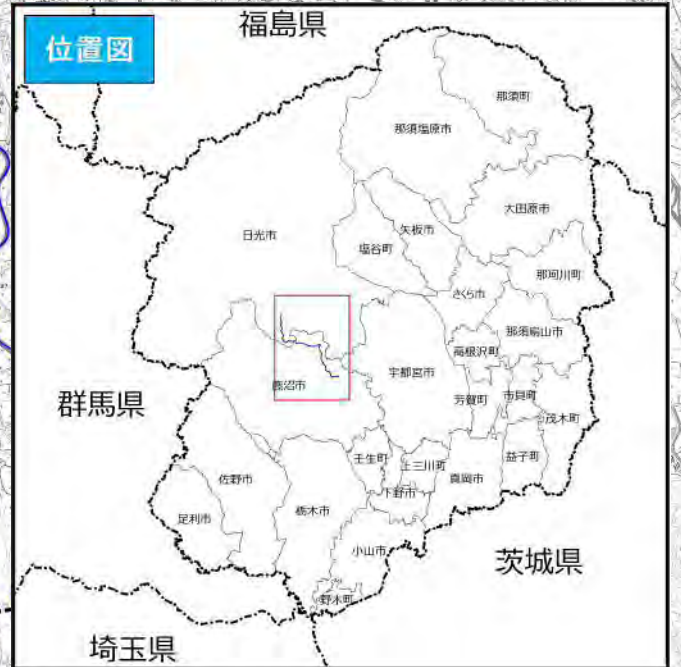 福島県
位置図
那須町
那須塩原市
大田原市
日光市
矢板市
塩谷町
那珂川町
さくら市
那須烏山市
高根沢町
宇都宮市
鹿沼市
群馬県
芳賀町
市貝町
茂木町
壬生町
上三川町
真岡市
益子町
佐野市
下野市
栃木市
足利市
小山市
茨城県
野木町
埼玉県